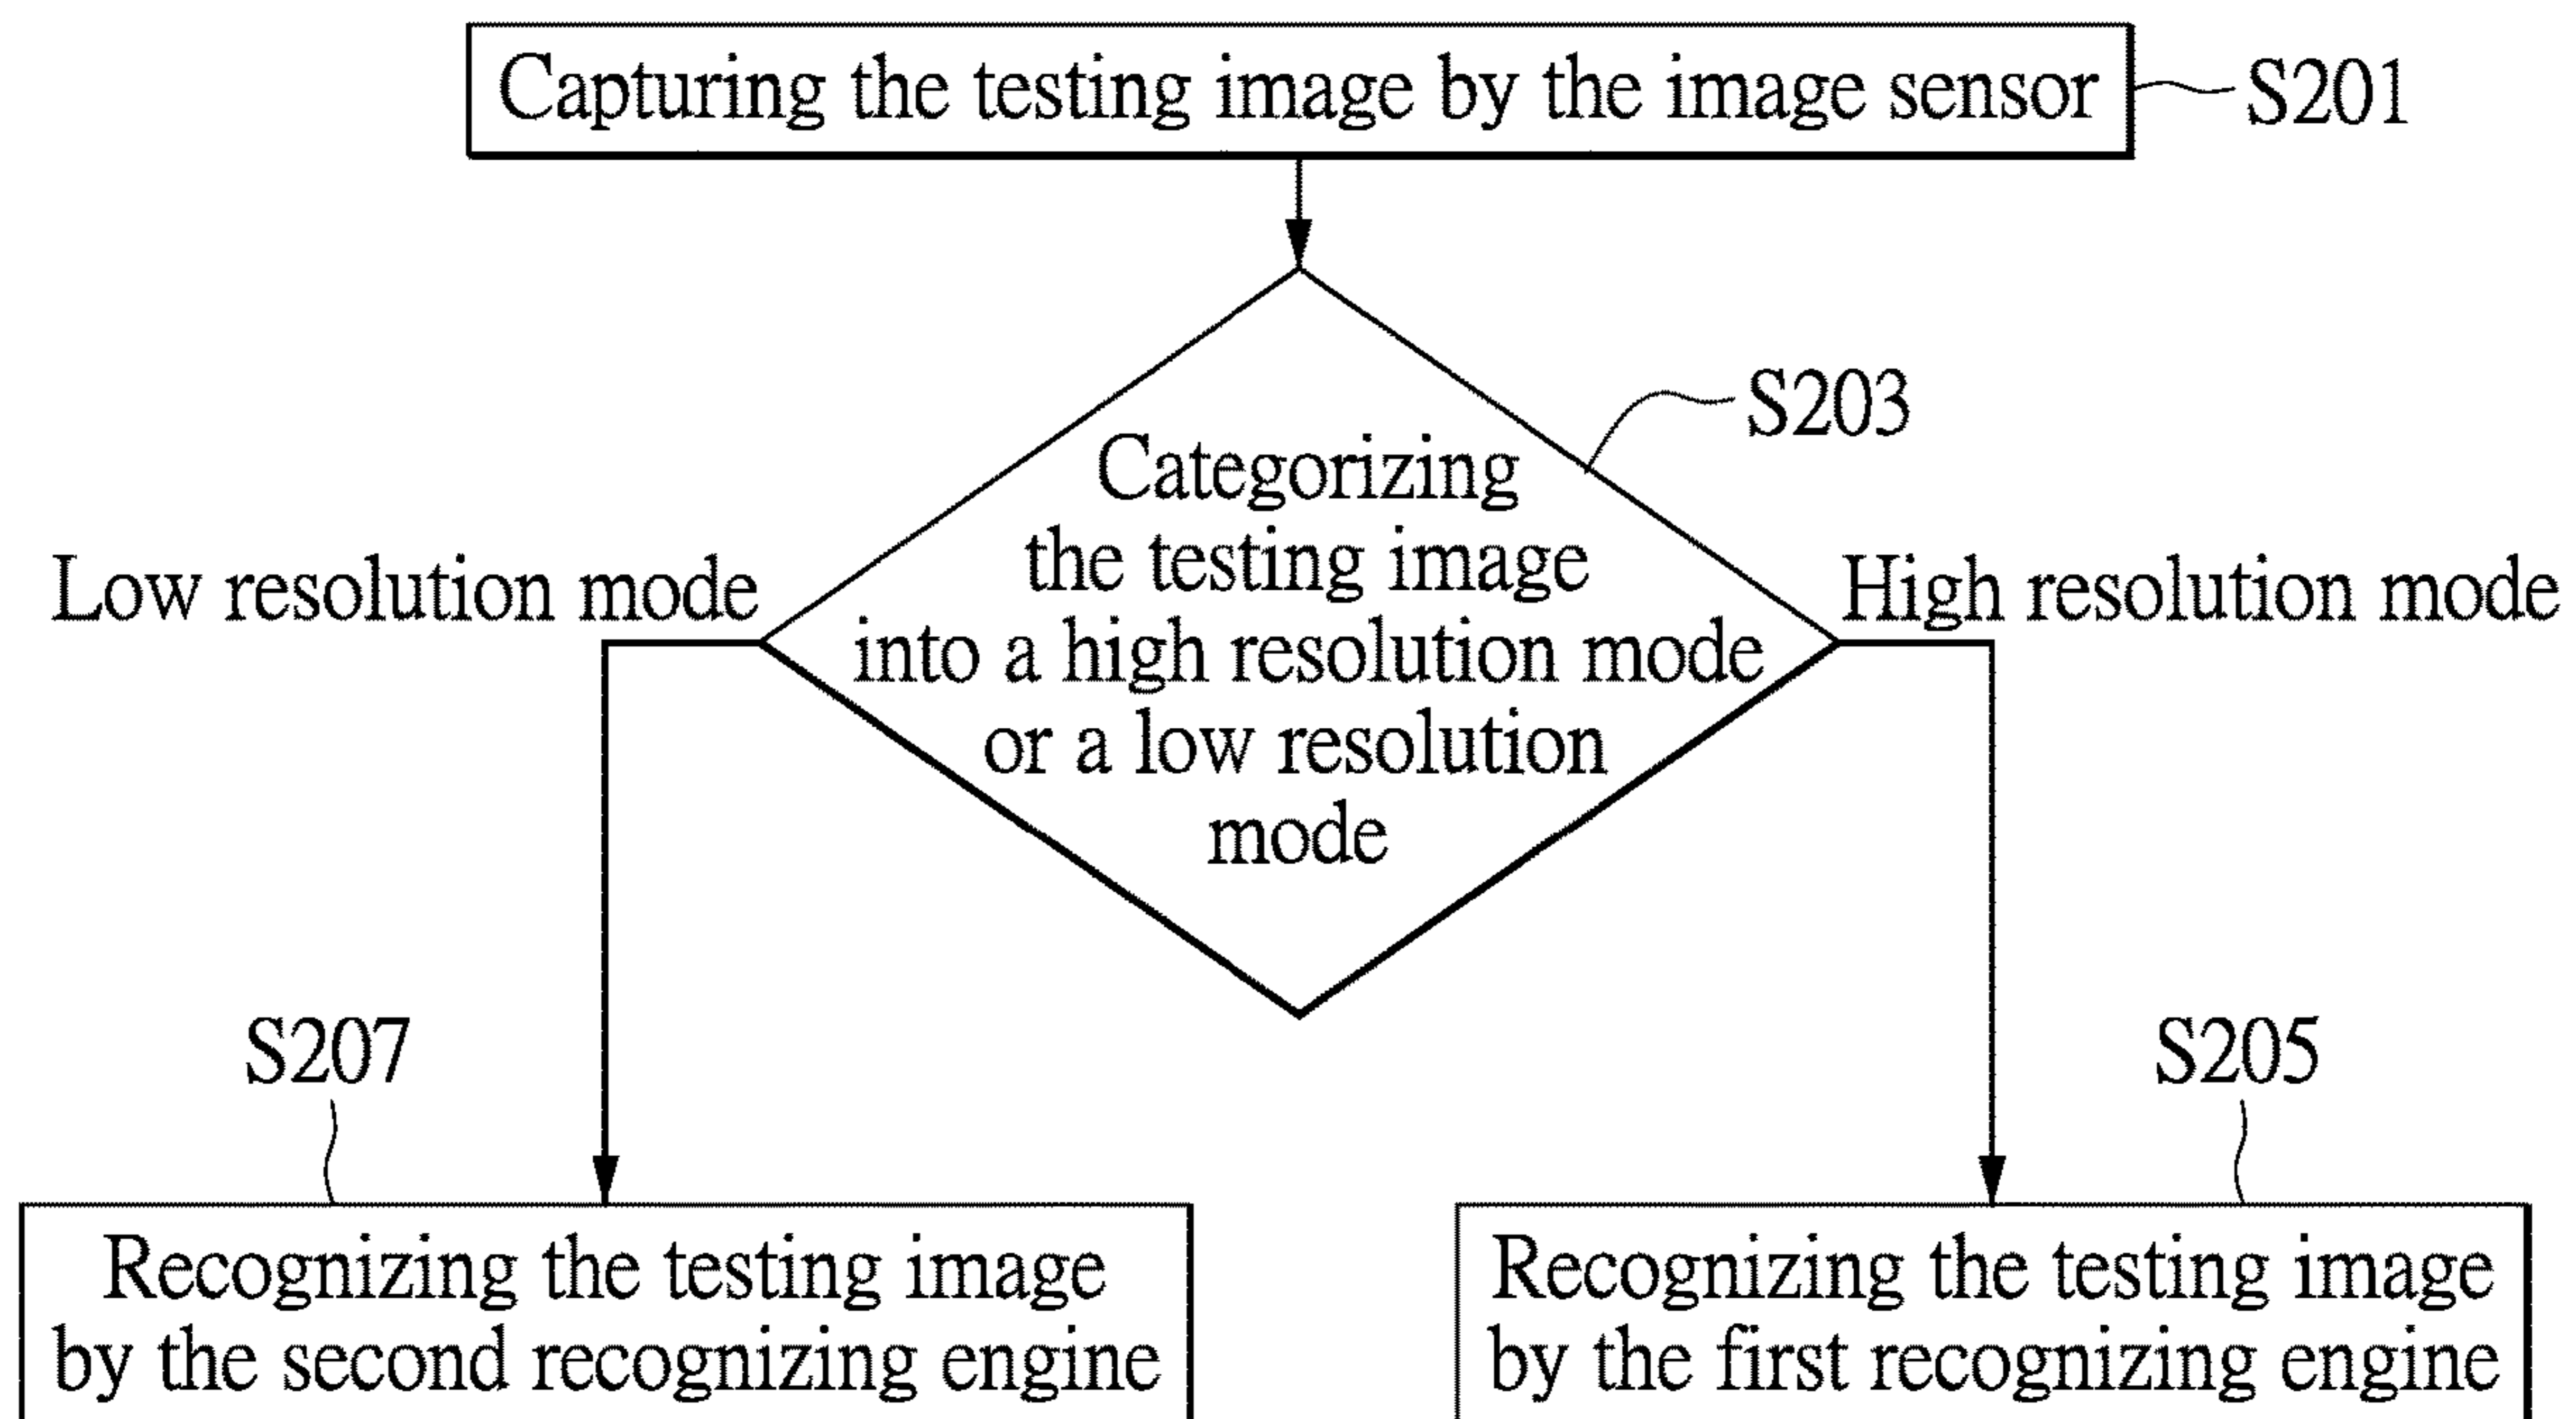 Capturing the testing image by the image sensor
S201
S203
Categorizing
the testing image
into a high resolution mode
or a low resolution
mode
Low resolution mode
High resolution mode
S207
S205
Recognizing the testing image
by the second recognizing engine
Recognizing the testing image
by the first recognizing engine